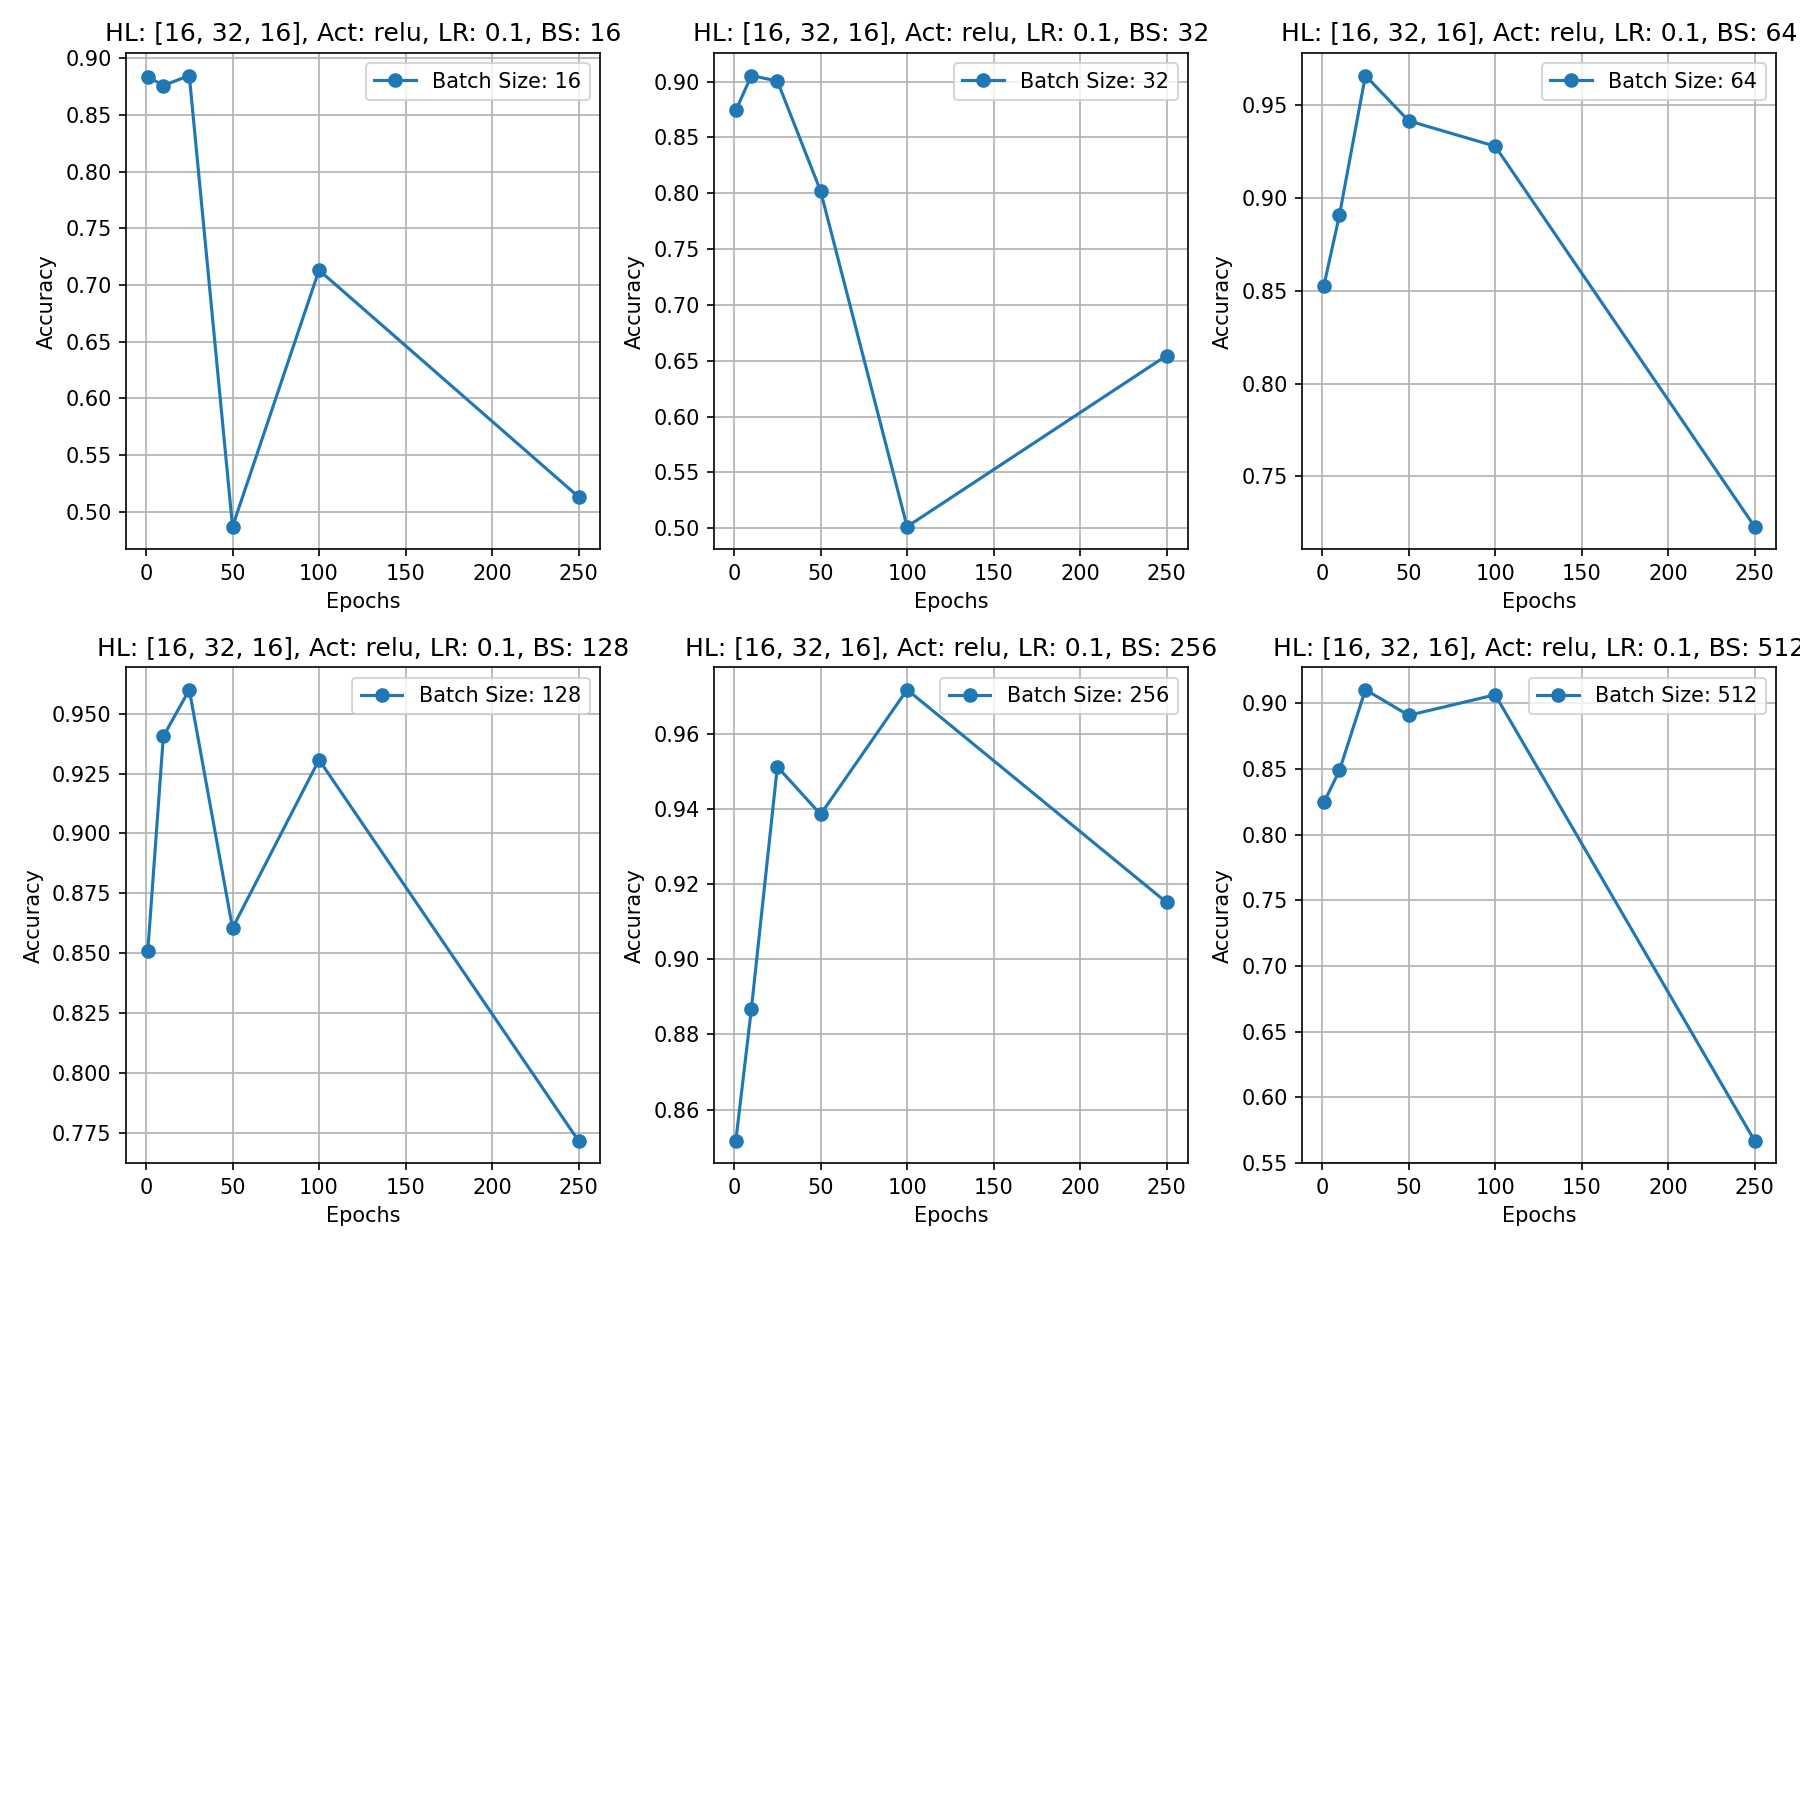 HL: [16, 32, 16], Act: relu, LR: 0.1, BS: 16
Batch Size: 16
0.90
0.85
0.80
0.75
0.70
0.65
0.60
0.55
0.50
Accuracy
0 50 100 150 200 250
Epochs
HL: [16, 32, 16], Act: relu, LR: 0.1, BS: 32
Batch Size: 32
0.90
0.85
0.80
0.75
0.70
0.65
0.60
0.55
0.50
Accuracy
0 50 100 150 200 250
Epochs
HL: [16, 32, 16], Act: relu, LR: 0.1, BS: 64
Batch Size: 64
0.95
0.90
0.85
0.80
0.75
Accuracy
0 50 100 150 200 250
Epochs
HL: [16, 32, 16], Act: relu, LR: 0.1, BS: 128
Batch Size: 128
0.950
0.925
0.900
0.875
0.850
0.825
0.800
0.775
Accuracy
0 50 100 150 200 250
Epochs
HL: [16, 32, 16], Act: relu, LR: 0.1, BS: 256
Batch Size: 256
0.96
0.94
0.92
0.90
0.88
0.86
Accuracy
0 50 100 150 200 250
Epochs
HL: [16, 32, 16], Act: relu, LR: 0.1, BS: 512
Batch Size: 512
0.90
0.85
0.80
0.75
0.70
0.65
0.60
0.55
Accuracy
0 50 100 150 200 250
Epochs